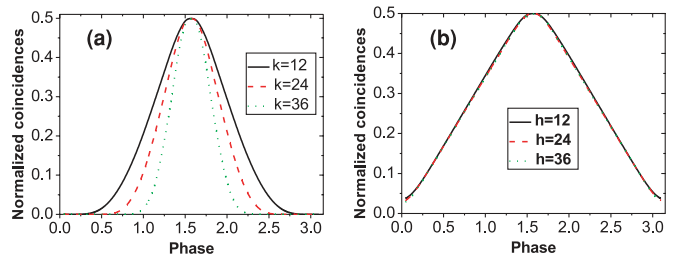 (a)
Normalized coincidences
0.5
0.4
0.3
0.2
0.1
0.0
k=12
k=24
k=36
0.0 0.5 1.0 1.5 2.0 2.5 3.0
Phase
(b)
Normalized coincidences
0.5
0.4
0.3
0.2
0.1
0.0
h=12
h=24
h=36
0.0 0.5 1.0 1.5 2.0 2.5 3.0
Phase